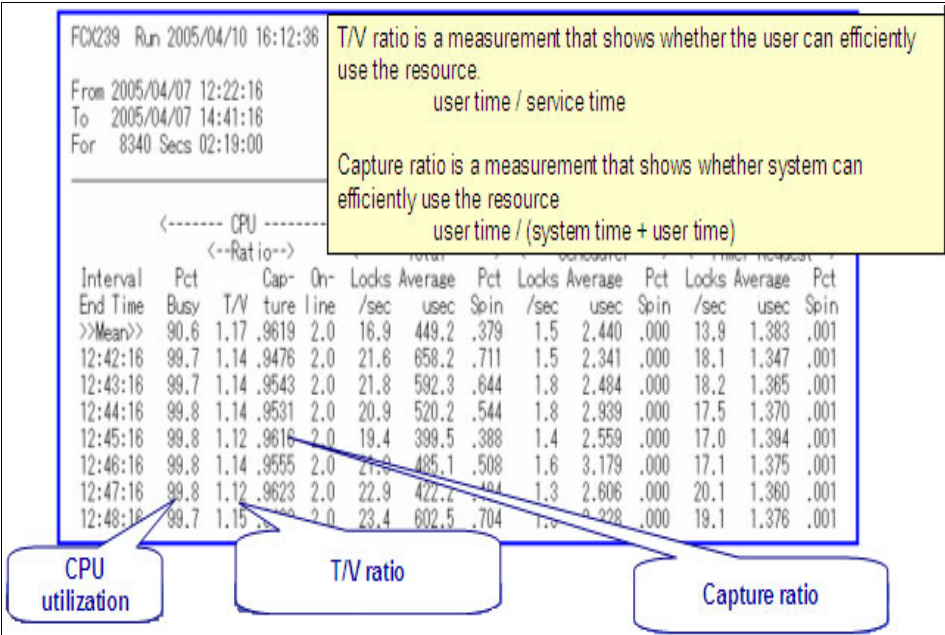 FCX239 Run 2005/04/10 16:12:36
From 2005/04/07 12:22:16
To 2005/04/07 14:41:16
For 8340 Secs 02:19:00
T/V ratio is a measurement that shows whether the user can efficiently
use the resource.
user time / service time
Capture ratio is a measurement that shows whether system can
efficiently use the resource
user time / (system time + user time)
<------- CPU -------
<--Ratio-->
Interval Pct Cap- On- Locks Average Pct Locks Average Pct Locks Average Pct
End Time Busy T/V ture line /sec usec Spin /sec usec Spin /sec usec Spin
>>Mean>> 90.6 1.17 .9619 2.0 16.9 449.2 .379 1.5 2.440 .000 13.9 1.383 .001
12:42:16 99.7 1.14 .9476 2.0 21.6 658.2 .711 1.5 2.341 .000 18.1 1.347 .001
12:43:16 99.7 1.14 .9543 2.0 21.8 592.3 .644 1.8 2.484 .000 18.2 1.365 .001
12:44:16 99.8 1.14 .9531 2.0 20.9 520.2 .544 1.8 2.939 .000 17.5 1.370 .001
12:45:16 99.8 1.12 2.0 19.4 399.5 .388 1.4 2.559 .000 17.0 1.394 .001
12:46:16 99.8 1.14 .9555 2.0 485.1 .508 1.6 3.179 .000 17.1 1.375 .001
12:47:16 99.8 1.12 .9623 2.0 22.9 422.2 1.3 2.606 .000 20.1 1.360 .001
12:48:16 99.7 1.15 2.0 23.4 602.5 .704 .000 19.1 1.376 .001
CPU
utilization
T/V ratio
Capture ratio